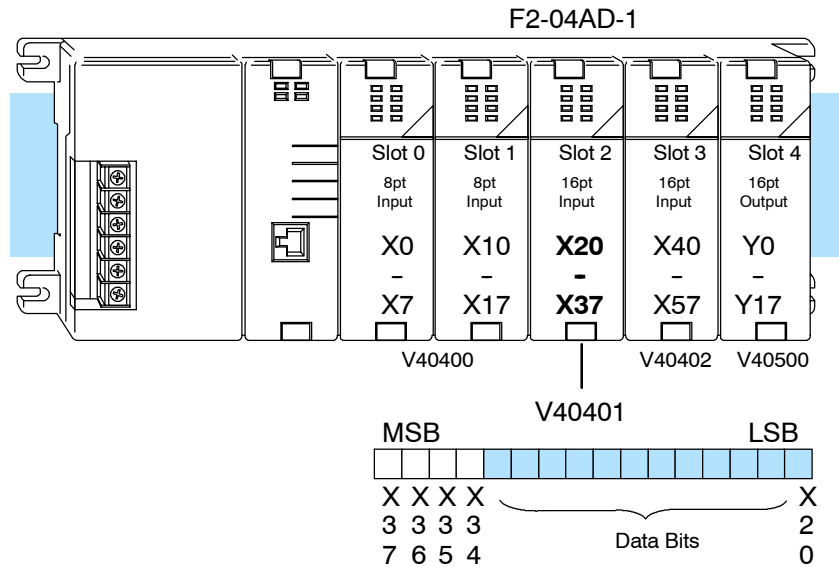 F2-04AD-1
Slot 0 Slot 1 Slot 2 Slot 3 Slot 4
8pt 8pt 16pt 16pt 16pt
Input Input Input Input Output
X0 X10 X20 X40 Y0
– – - – –
X7 X17 X37 X57 Y17
V40400 V40402 V40500
V40401
MSB LSB
X X X X X
3 3 3 3 2
7 6 5 4 0
Data Bits